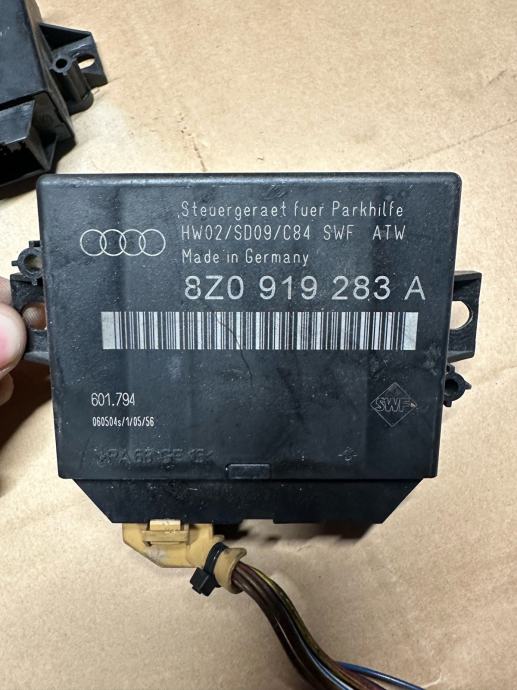 Steuergeraet fuer Parkhilfe
HW02/SD09/C84 SWF ATW
Made in Germany
8Z0 919 283 A
601.794
060504s/1/05/56
SWF